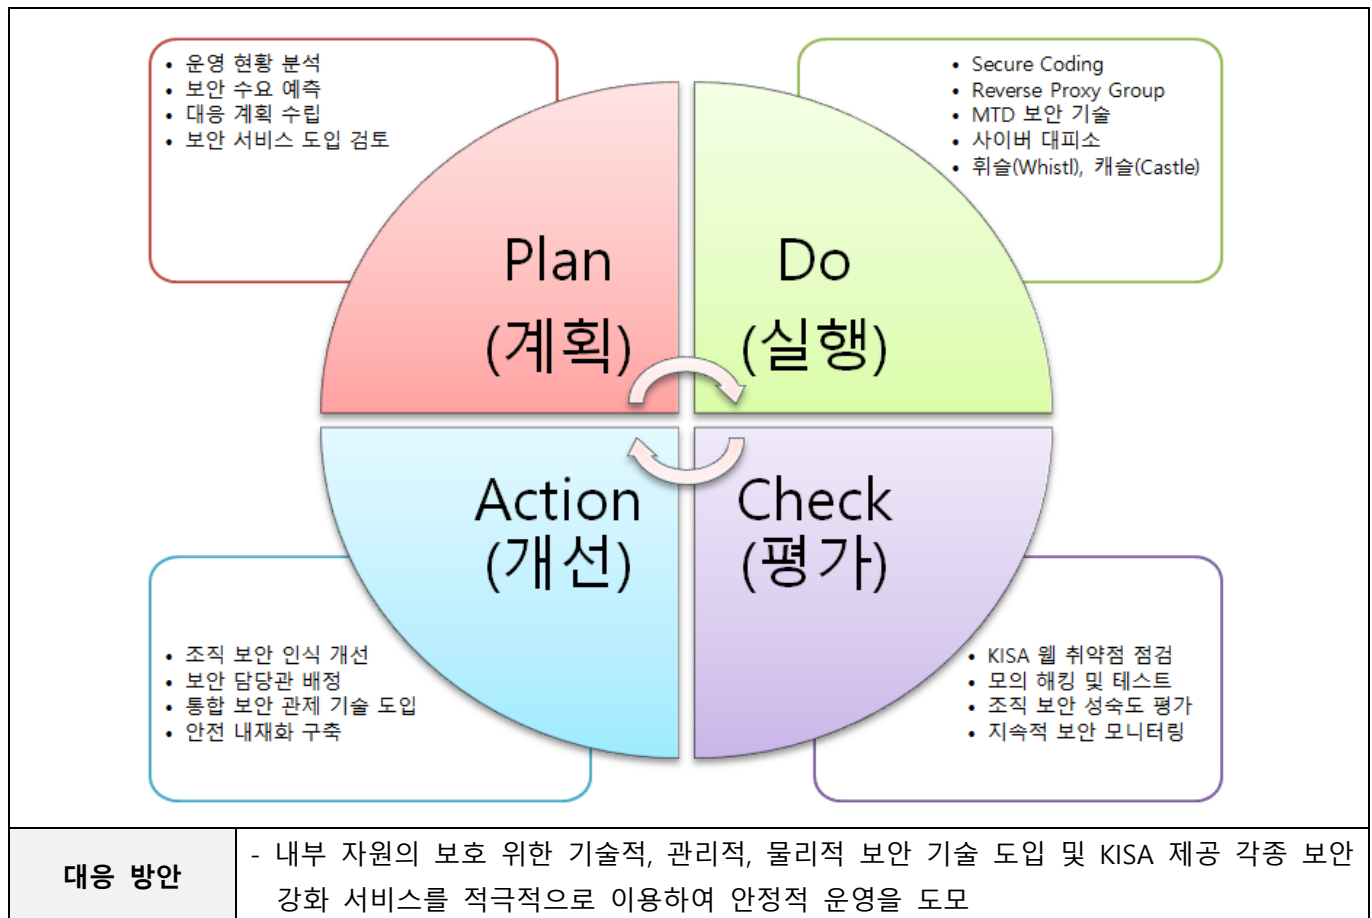 • 운영 현황 분석
• 보안 수요 예측
• 대응 계획 수립
• 보안 서비스 도입 검토
• Secure Coding
• Reverse Proxy Group
• MTD 보안 기술
• 사이버 대피소
• 휘슬(Whistl), 캐슬(Castle)
Plan
(계획)
Do
(실행)
Action
(개선)
Check
(평가)
• 조직 보안 인식 개선
• 보안 담당관 배정
• 통합 보안 관제 기술 도입
• 안전 내재화 구축
• KISA 웹 취약점 점검
• 모의 해킹 및 테스트
• 조직 보안 성숙도 평가
• 지속적 보안 모니터링
대응 방안
- 내부 자원의 보호 위한 기술적, 관리적, 물리적 보안 기술 도입 및 KISA 제공 각종 보안
강화 서비스를 적극적으로 이용하여 안정적 운영을 도모